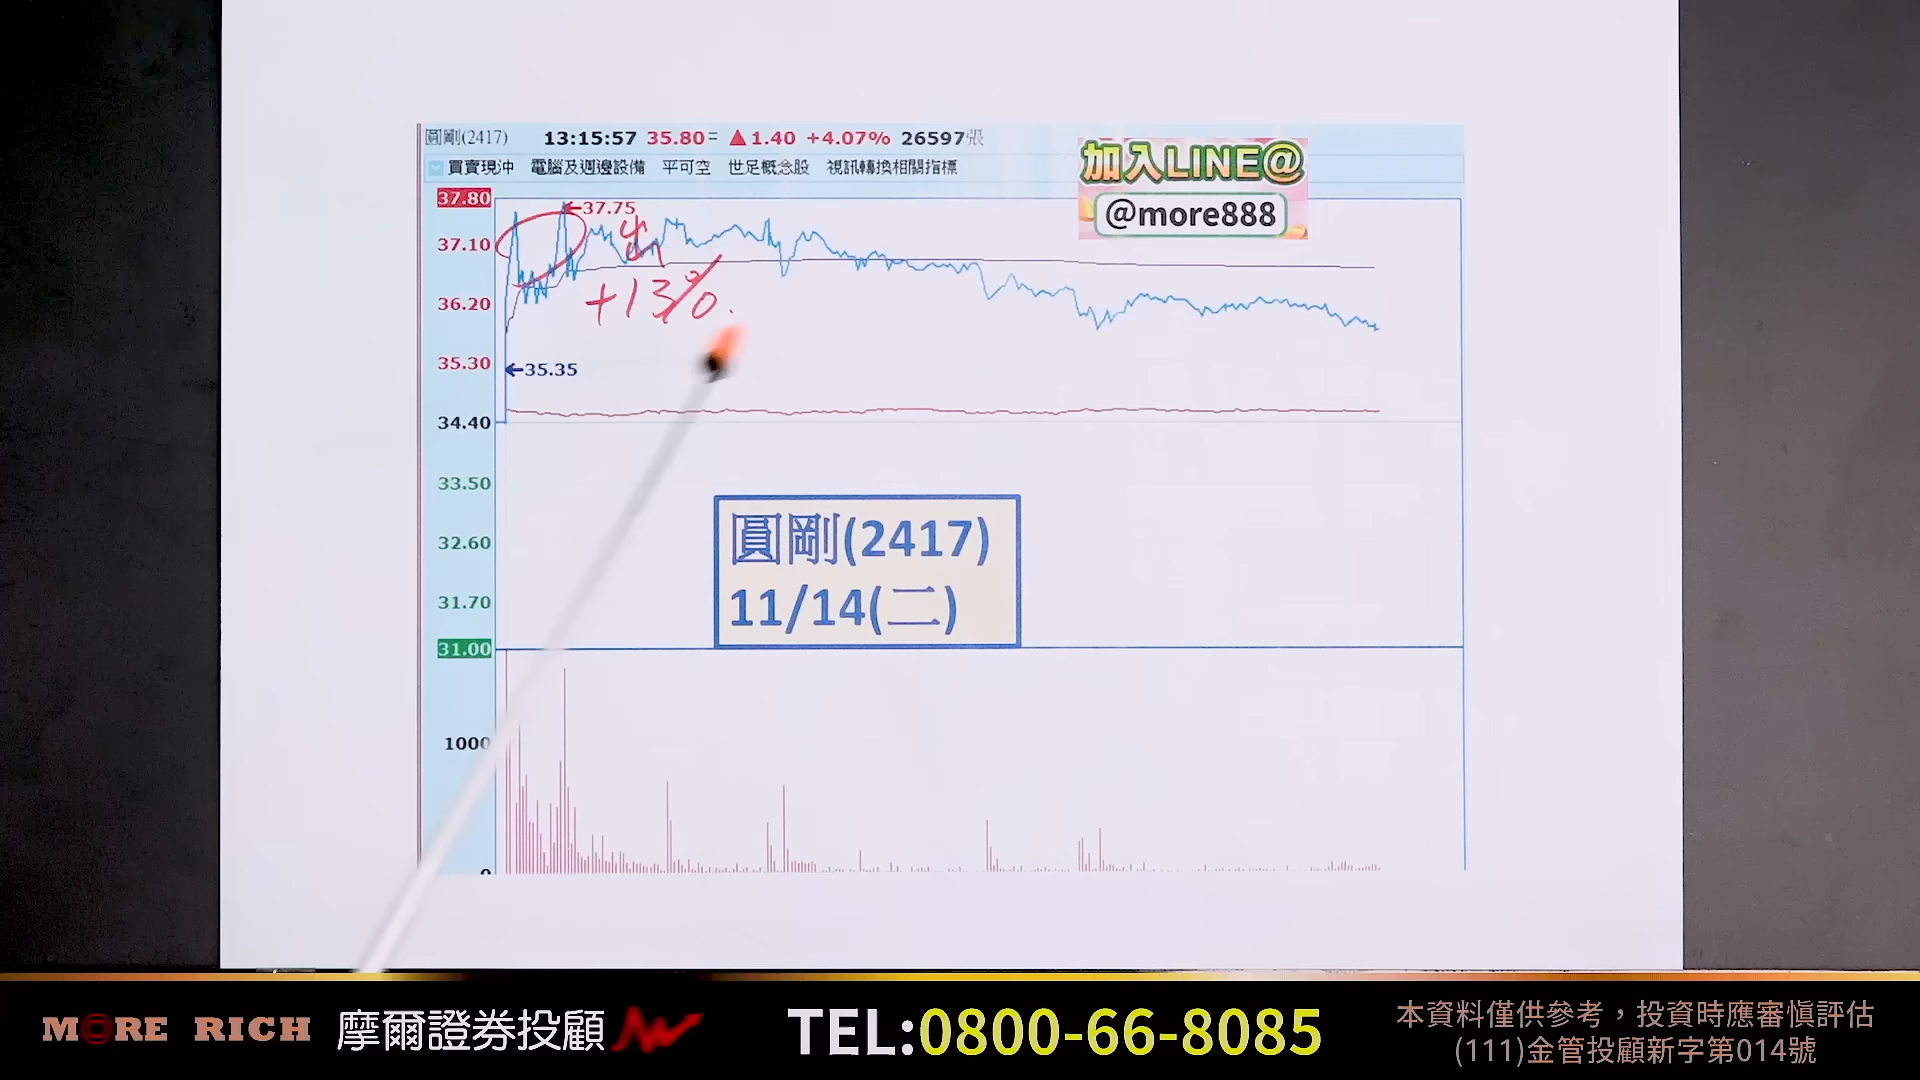 圓剛(2417) 13:15:57 35.80= ▲1.40 +4.07% 26597張
買賣現沖 電腦及週邊設備 平可空 世足概念股 視訊轉換相關指標
加入LINE@
@more888
37.80
←37.75
37.10
出
+13%
36.20
35.30
←35.35
34.40
33.50
32.60
31.70
31.00
圓剛(2417)
11/14(二)
1000
0
MORE RICH 摩爾證券投顧
TEL:0800-66-8085
本資料僅供參考，投資時應審慎評估
(111)金管投顧新字第014號